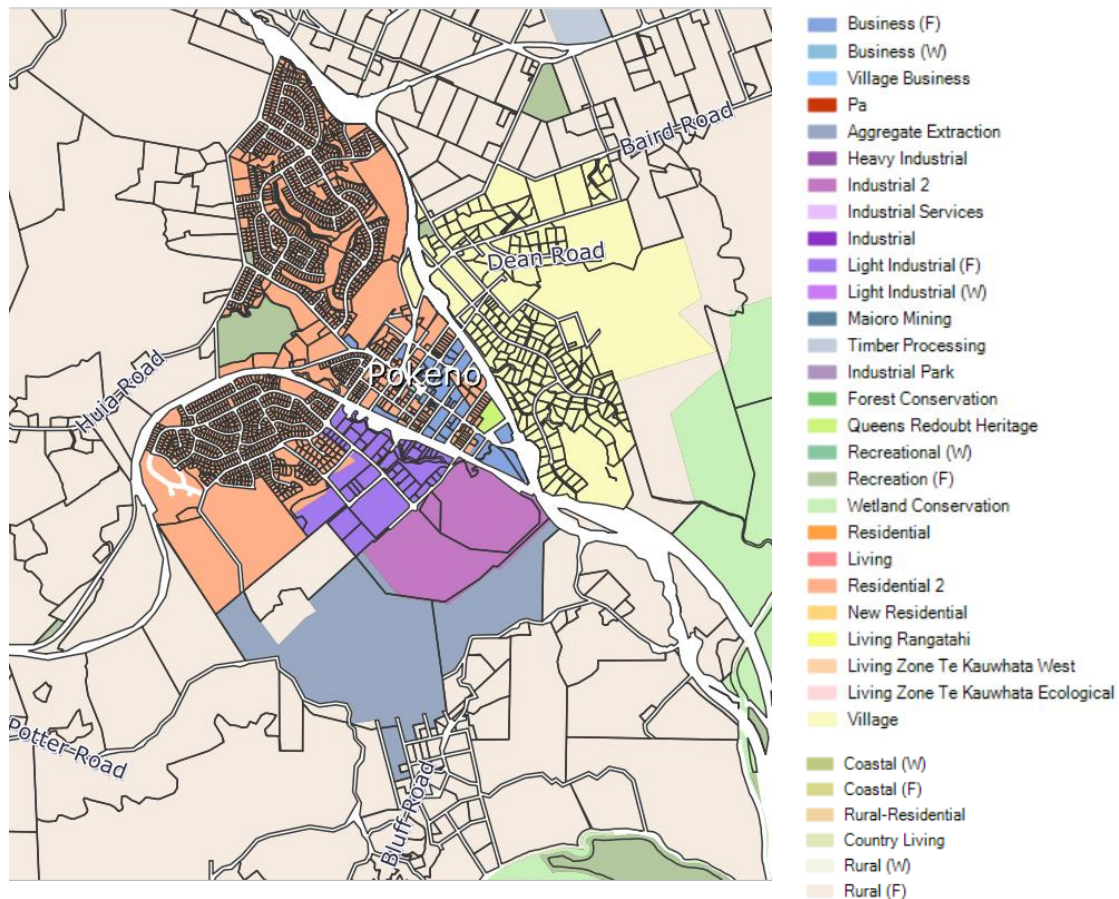 Baird Road
Dean Road
Pokeno
Huia Road
Potter Road
Bluff Road
Business (F)
Business (W)
Village Business
Pa
Aggregate Extraction
Heavy Industrial
Industrial 2
Industrial Services
Industrial
Light Industrial (F)
Light Industrial (W)
Maioro Mining
Timber Processing
Industrial Park
Forest Conservation
Queens Redoubt Heritage
Recreational (W)
Recreation (F)
Wetland Conservation
Residential
Living
Residential 2
New Residential
Living Rangatahi
Living Zone Te Kauwhata West
Living Zone Te Kauwhata Ecological
Village
Coastal (W)
Coastal (F)
Rural-Residential
Country Living
Rural (W)
Rural (F)